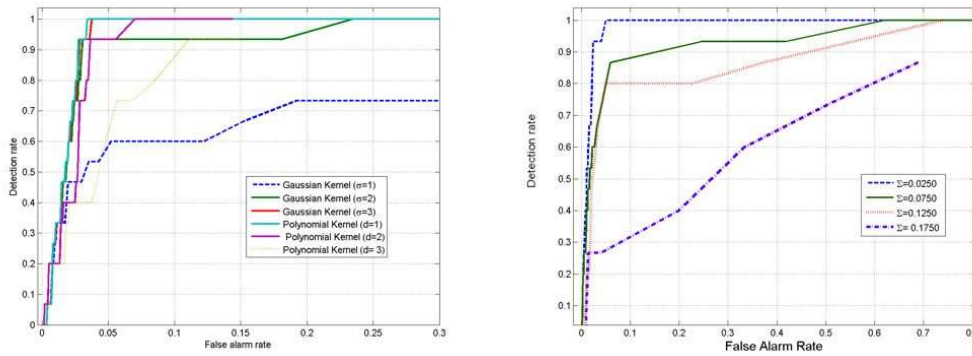 1
0.9
0.8
0.7
0.6
0.5
0.4
0.3
0.2
0.1
0
Detection rate
0 0.05 0.1 0.15 0.2 0.25 0.3
False alarm rate
Gaussian Kernel (σ=1)
Gaussian Kernel (σ=2)
Gaussian Kernel (σ=3)
Polynomial Kernel (d=1)
Polynomial Kernel (d=2)
Polynomial Kernel (d= 3)
1
0.9
0.8
0.7
0.6
0.5
0.4
0.3
0.2
0.1
Detection rate
0 0.1 0.2 0.3 0.4 0.5 0.6 0.7 0.8
False Alarm Rate
Σ=0.0250
Σ=0.0750
Σ=0.1250
Σ= 0.1750